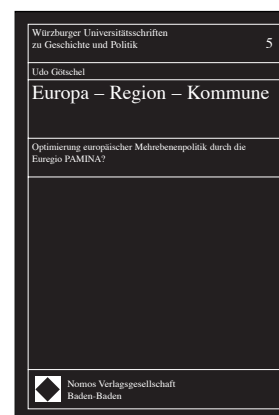 Würzburger Universitätsschriften
zu Geschichte und Politik 5
Udo Götschel
Europa – Region – Kommune
Optimierung europäischer Mehrebenenpolitik durch die
Euregio PAMINA?
Nomos Verlagsgesellschaft
Baden-Baden